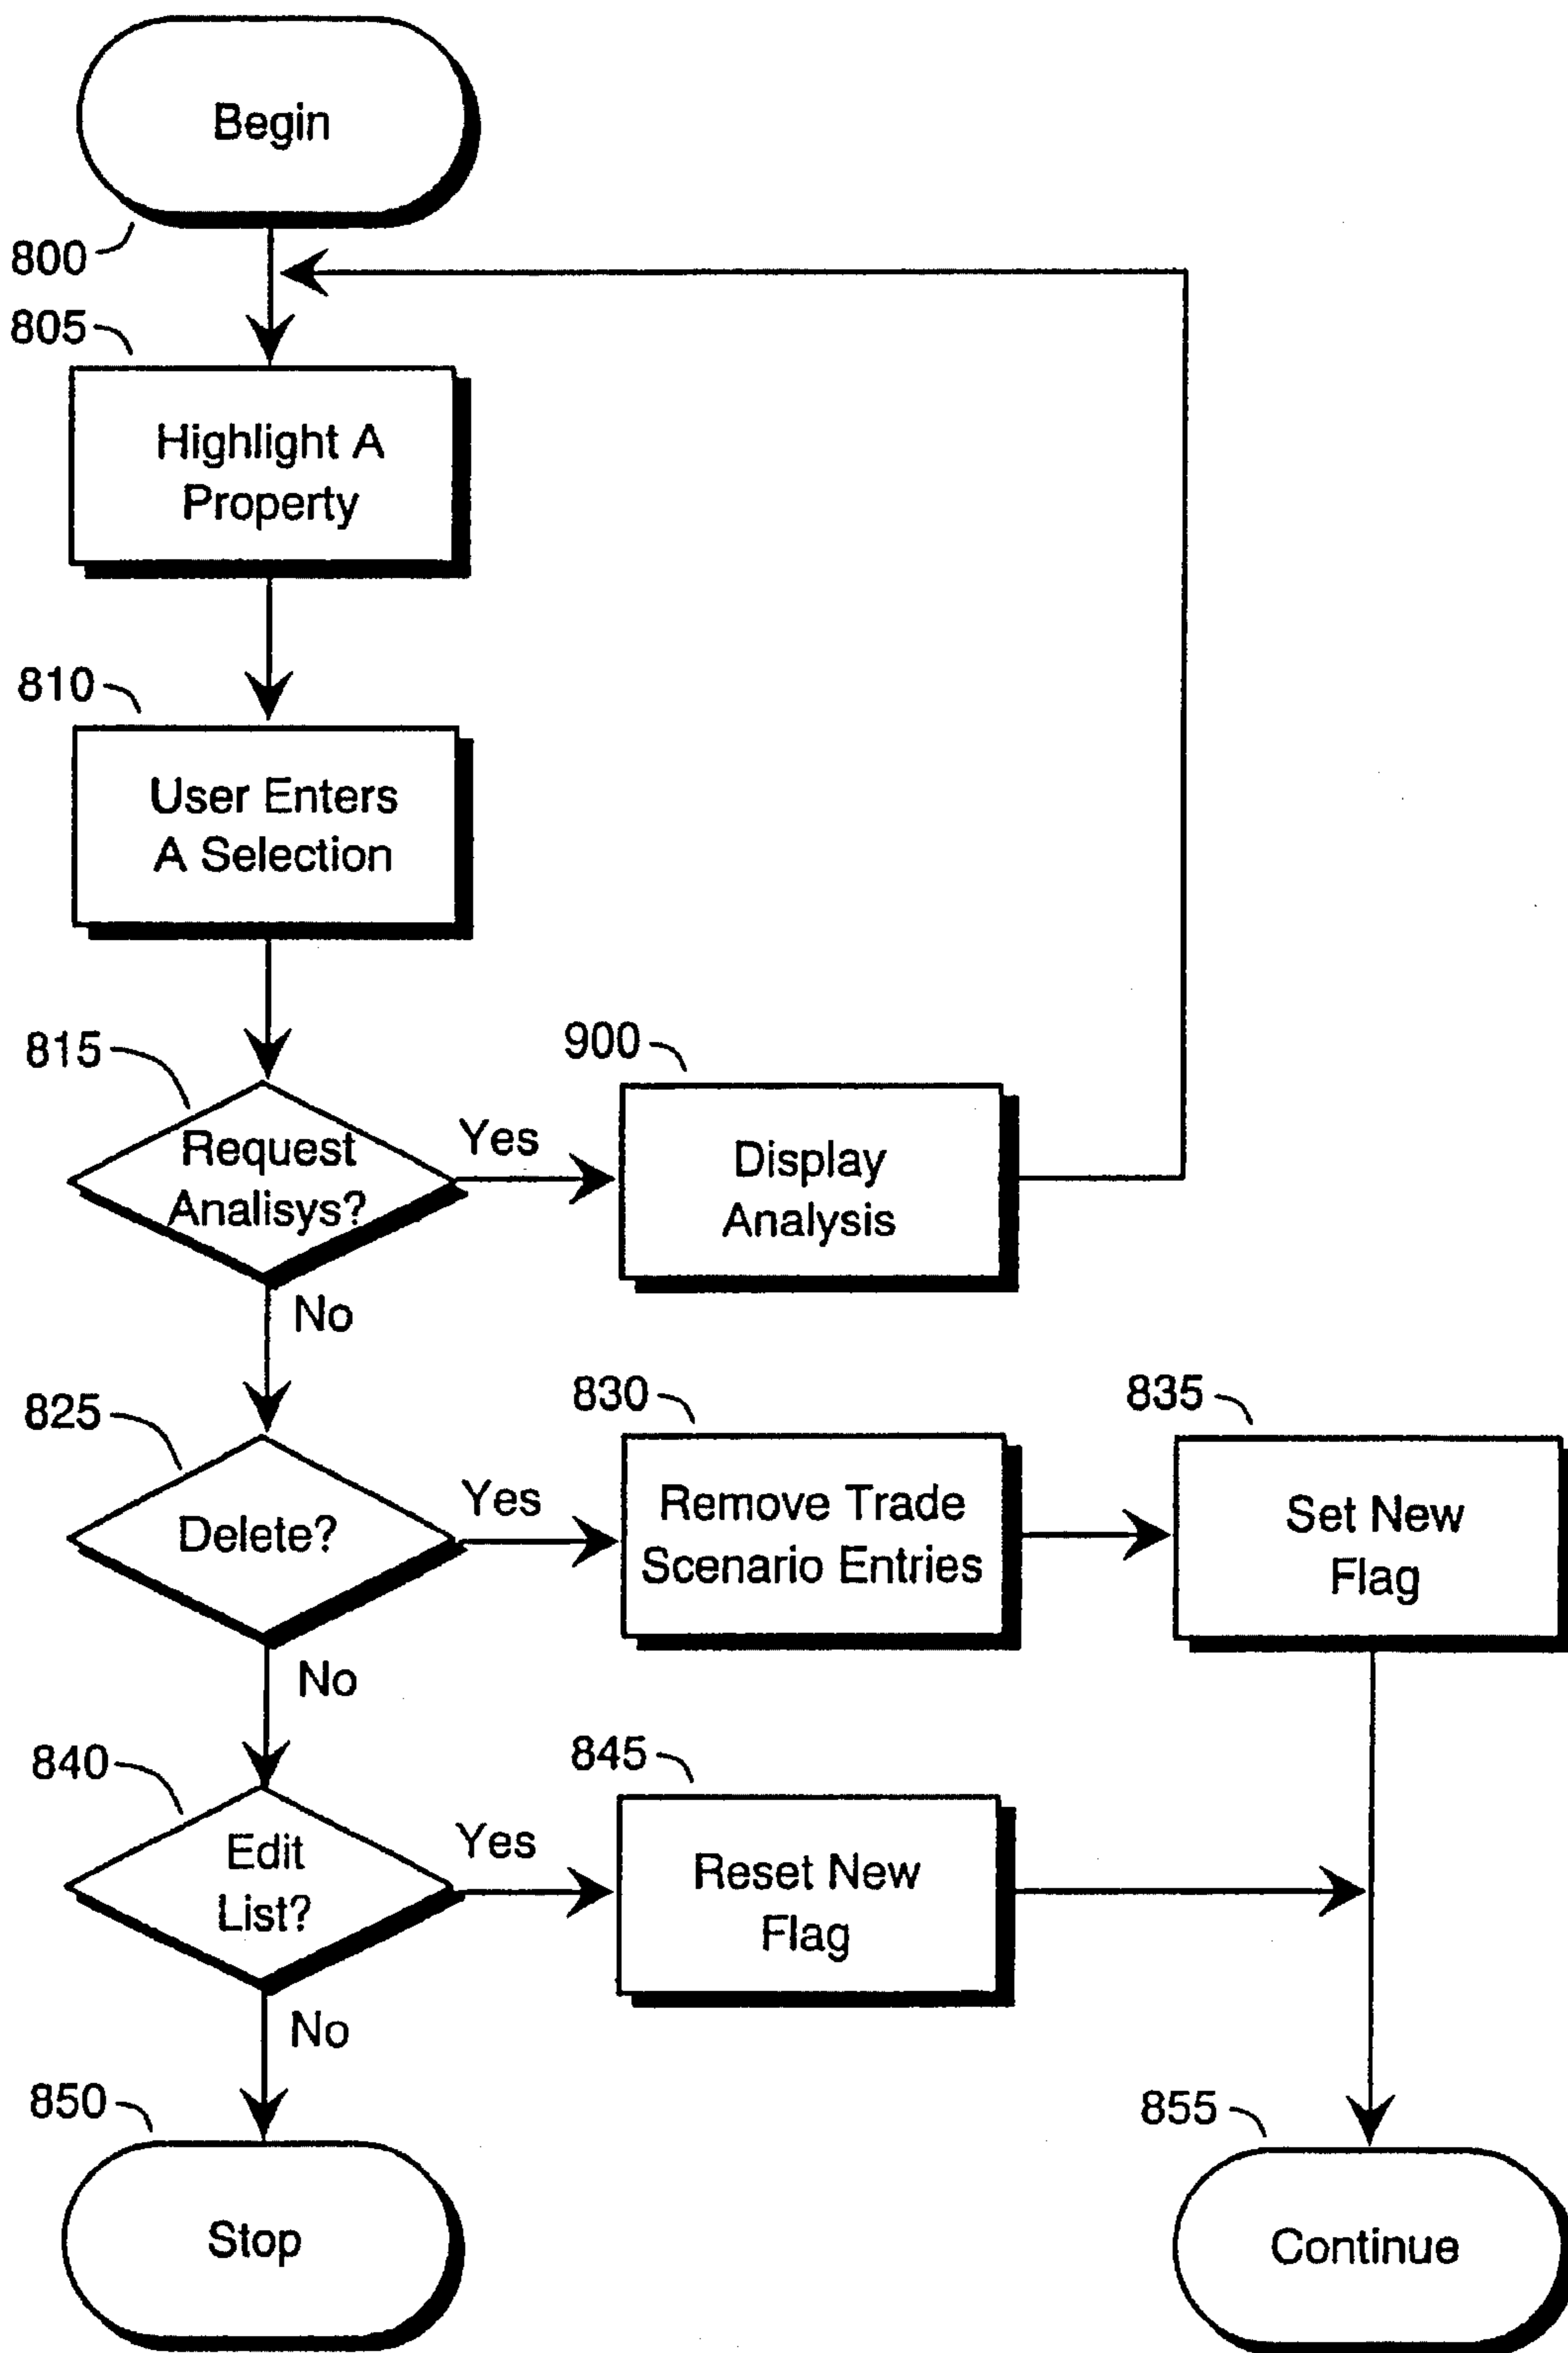 Begin
800
805
Highlight A
Property
810
User Enters
A Selection
815
Request
Analisys?
Yes
900
Display
Analysis
No
825
Delete?
Yes
830
Remove Trade
Scenario Entries
835
Set New
Flag
No
840
Edit
List?
Yes
845
Reset New
Flag
No
850
Stop
855
Continue